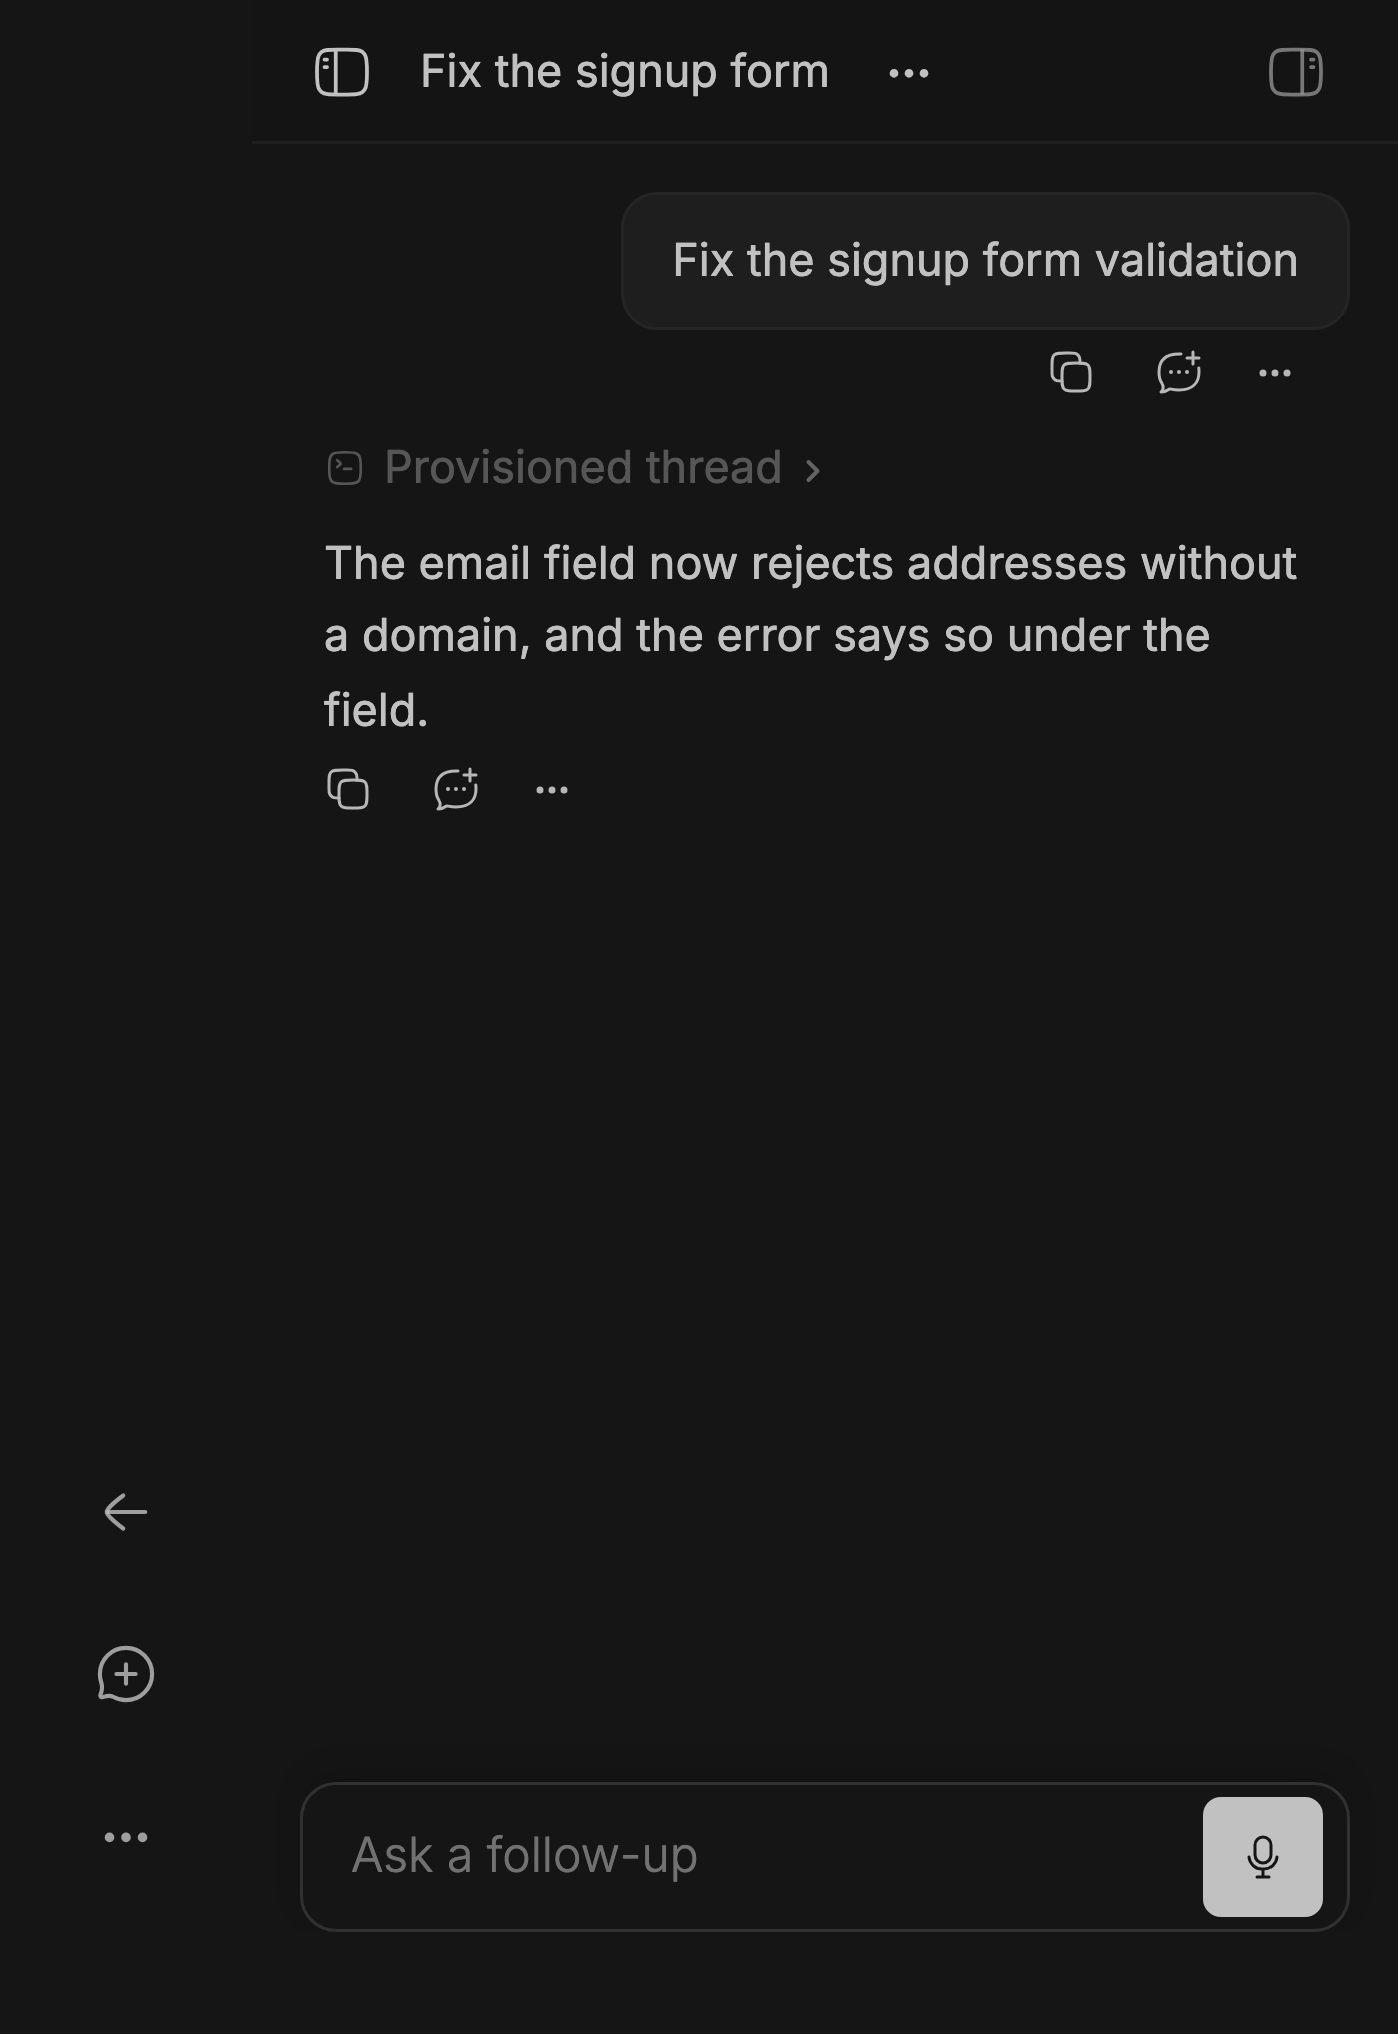 Fix the signup form
Fix the signup form validation
Provisioned thread
The email field now rejects addresses without
a domain, and the error says so under the
field.
Ask a follow-up